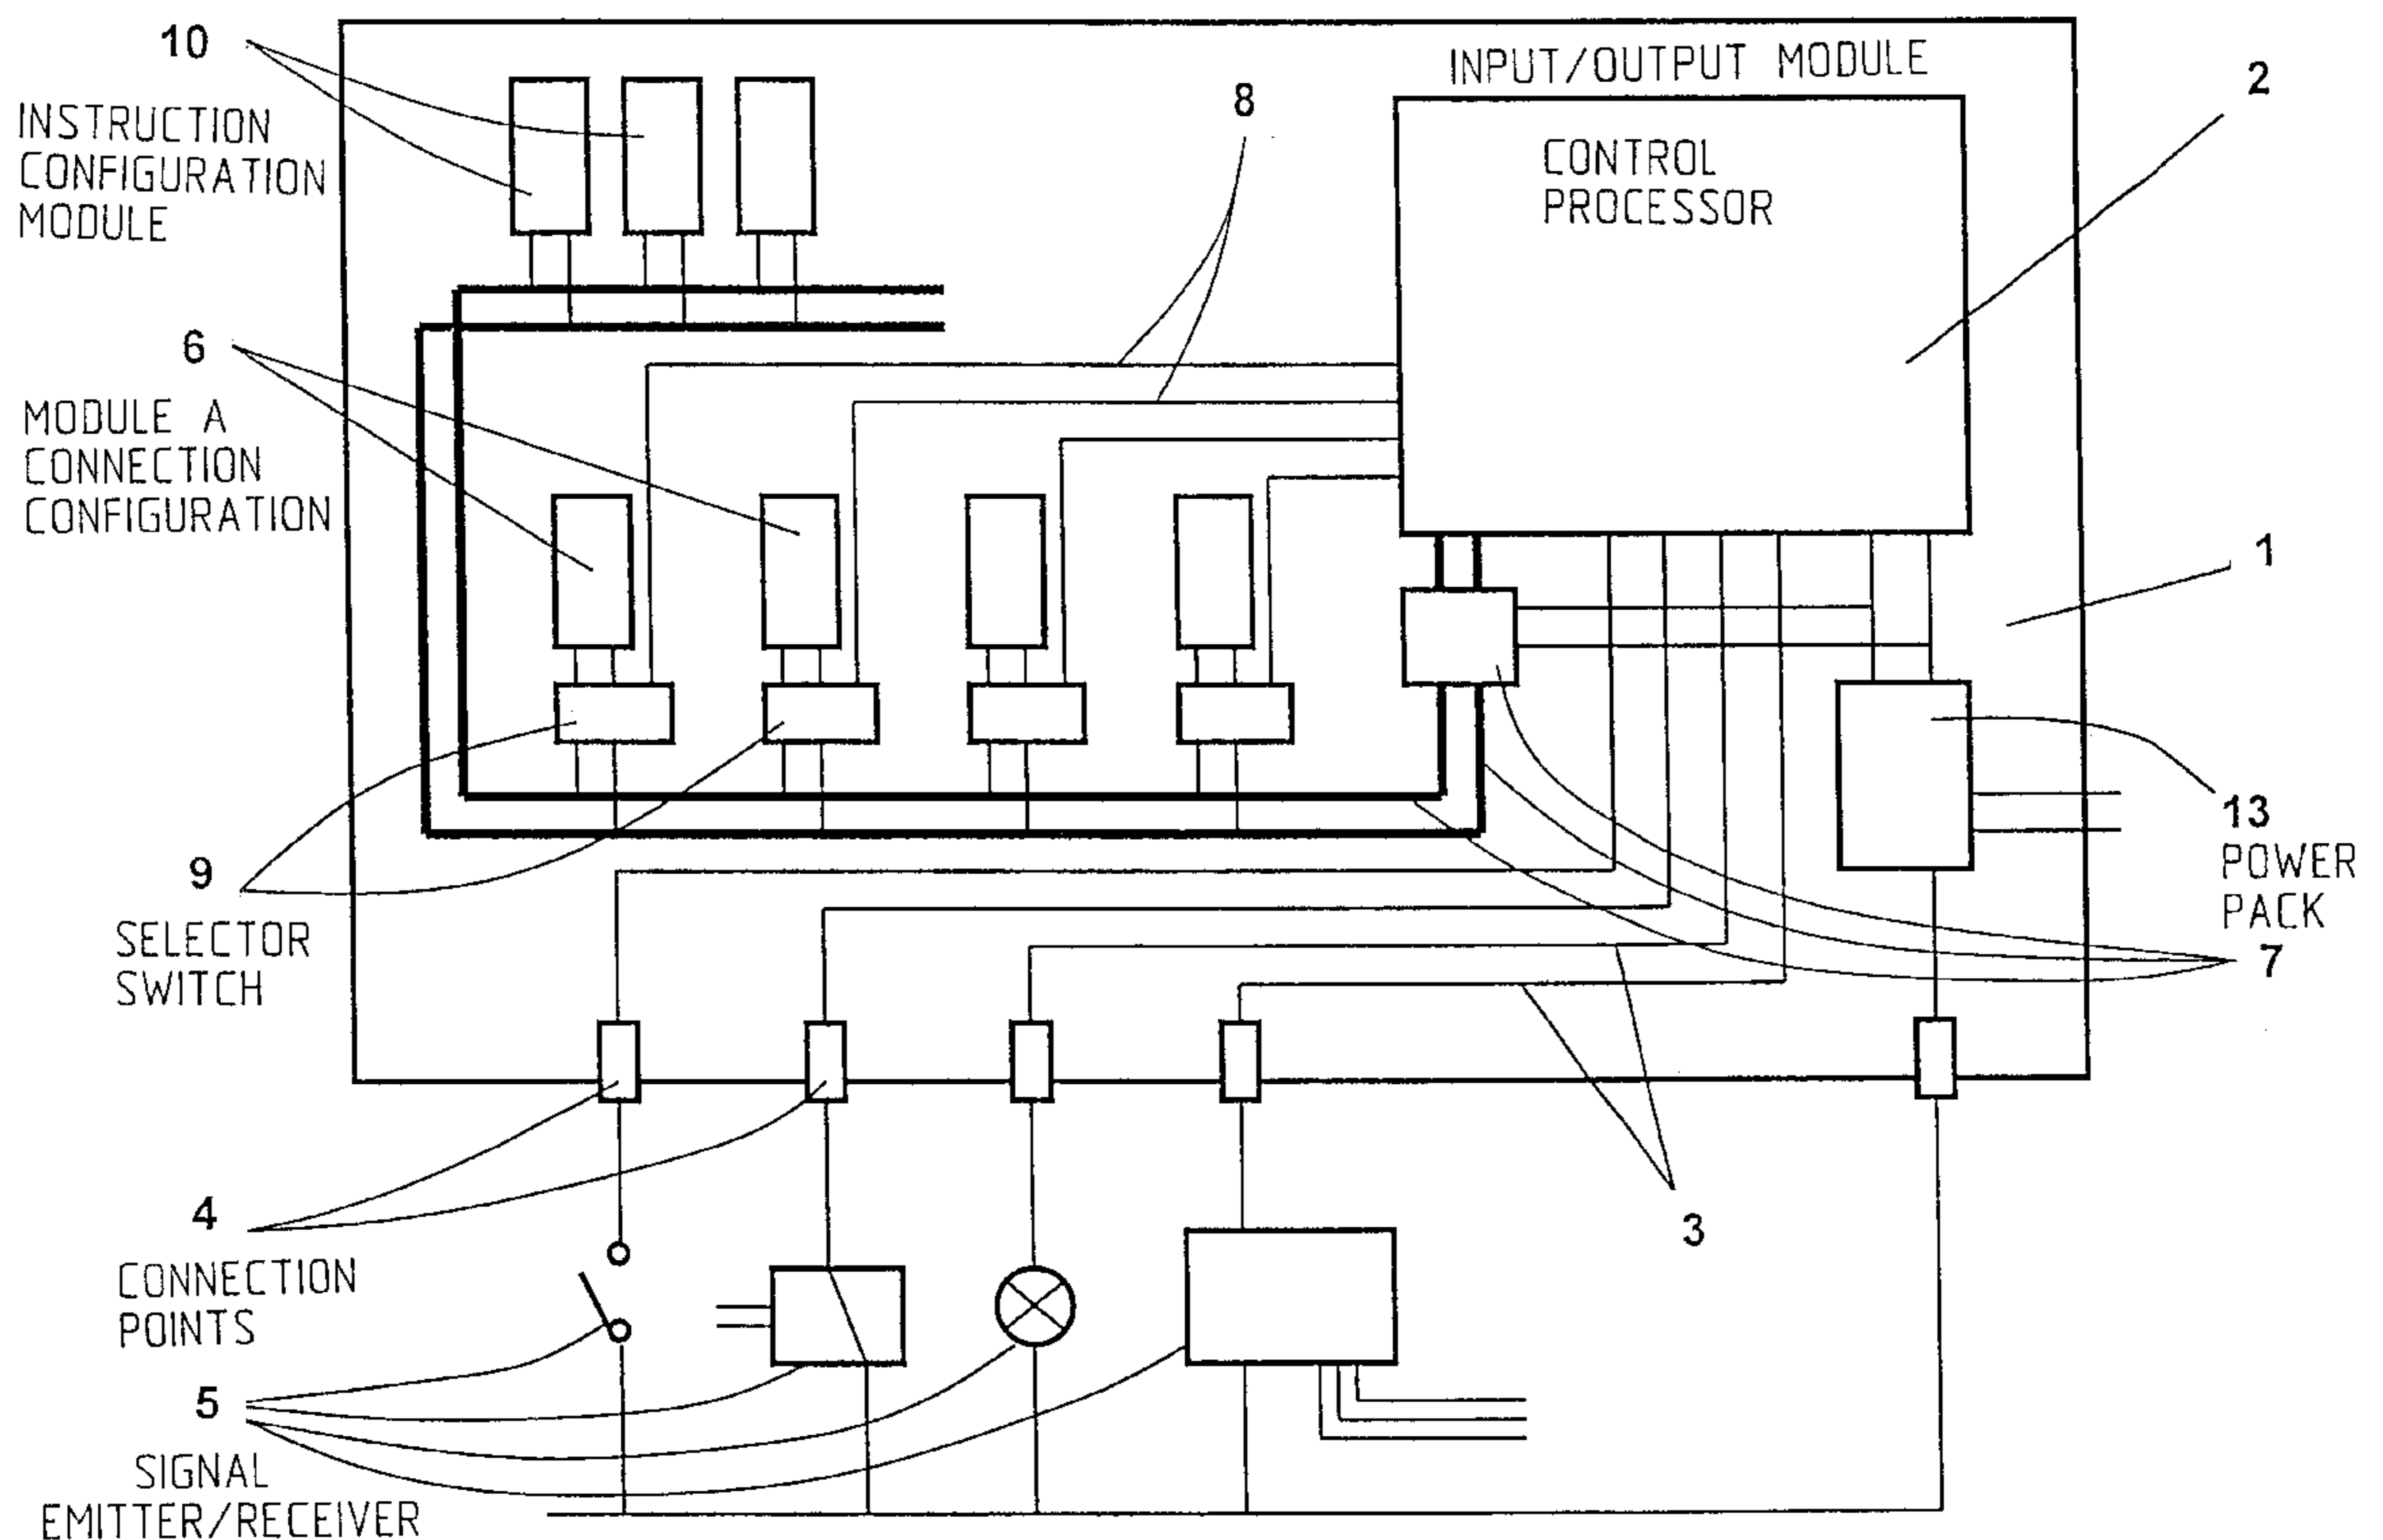 10
INSTRUCTION
CONFIGURATION
MODULE
INPUT/OUTPUT MODULE
2
8
CONTROL
PROCESSOR
6
MODULE A
CONNECTION
CONFIGURATION
1
13
POWER
PACK
9
SELECTOR
SWITCH
7
4
CONNECTION
POINTS
3
5
SIGNAL
EMITTER/RECEIVER